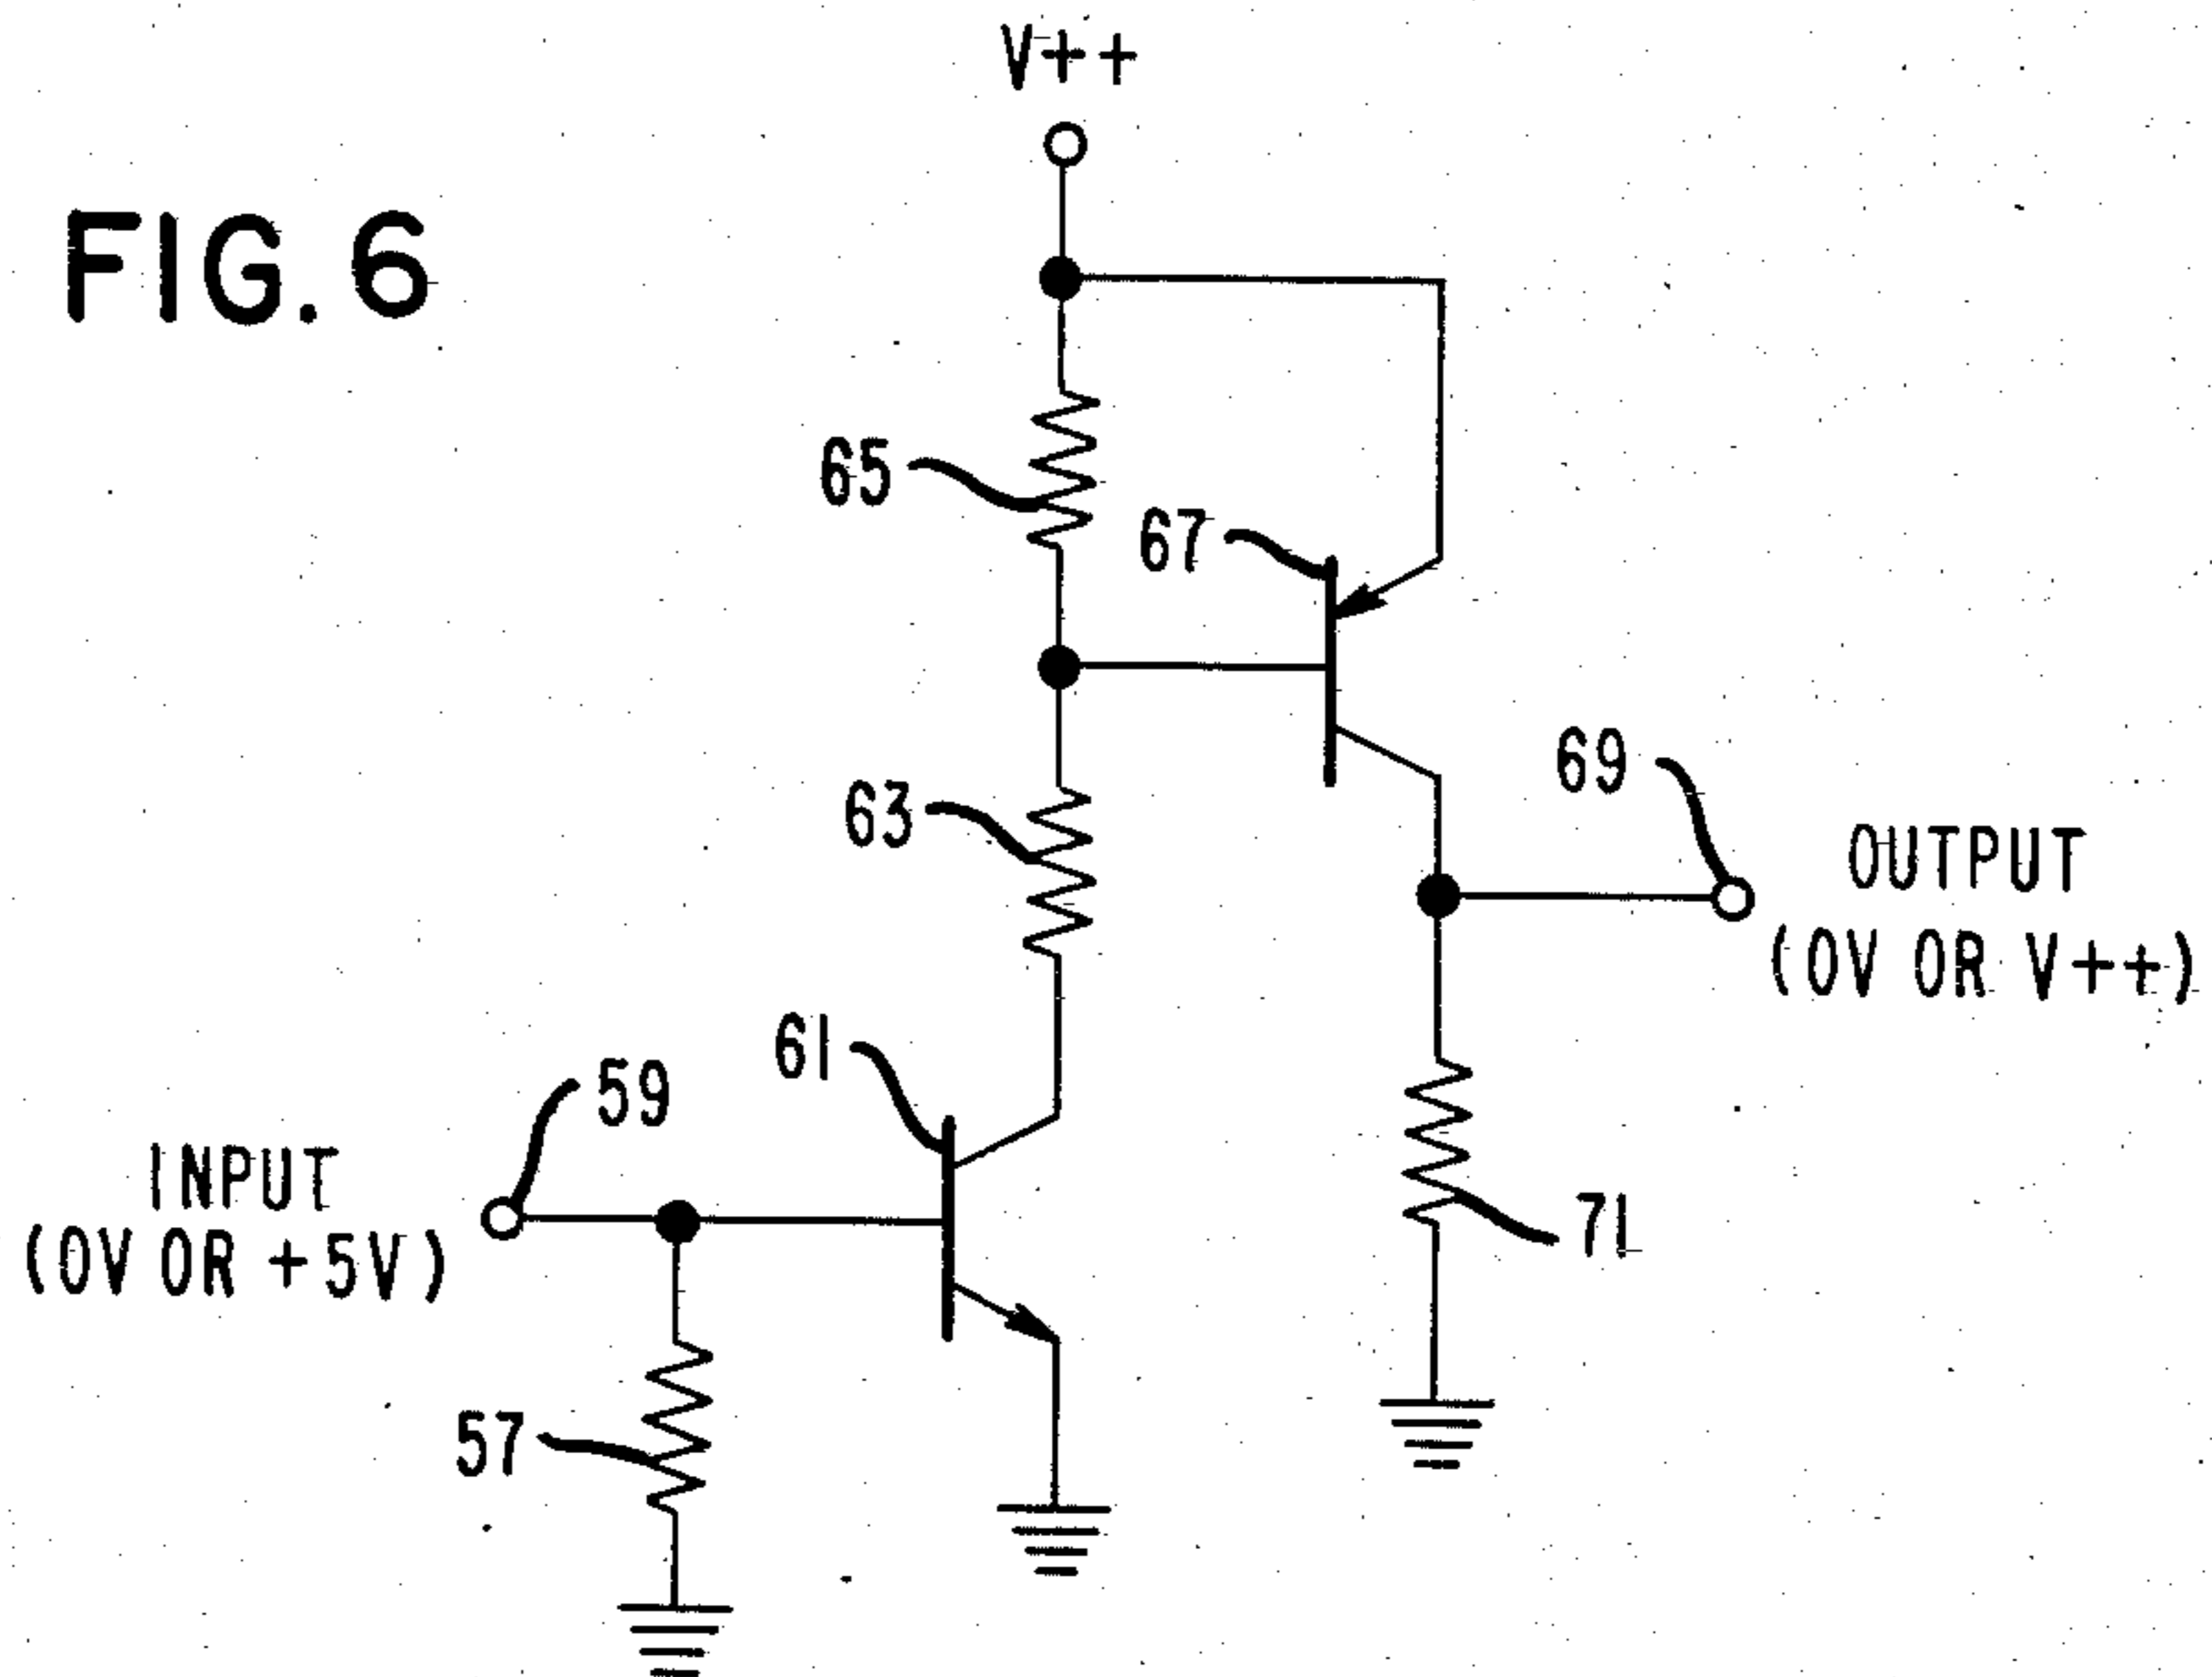 V++
FIG. 6
65
67
63
69
OUTPUT
(0V OR V++)
61
59
INPUT
(0V OR +5V)
71
57